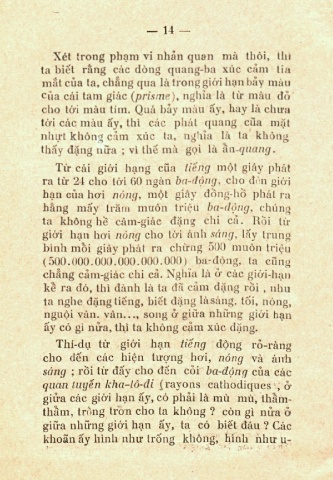 — 14 —
Xét trong phạm vi nhản quan mà thôi, thì
ta biết rằng các dòng quang-ba xúc cảm tia
mắt của ta, chẳng qua là trong giới hạn bảy màu
của cái tam giác (prisme), nghĩa là từ màu đỏ
cho tới màu tím. Quá bảy màu ấy, hay là chưa
tới các màu ấy, thì các phát quang của mặt
nhựt không cảm xúc ta, nghĩa là ta không
thấy đặng nữa ; vì thế mà gọi là ẩn-quang.
Từ cái giới hạng của tiếng một giây phát
ra từ 24 cho tới 60 ngàn ba-động, cho đến giới
hạn của hơi nóng, một giây đồng-hồ phát ra
hằng mấy trăm muôn triệu ba-động, chúng
ta không hề cảm-giác đặng chi cả. Rồi từ
giới hạn hơi nóng cho tới ánh sáng, lấy trung
bình mỗi giây phát ra chừng 500 muôn triệu
(500.000.000.000.000.000) ba-động, ta cũng
chẳng cảm-giác chi cả. Nghĩa là ở các giới-hạn
kể ra đó, thì đành là ta đã cảm đặng rồi , như
ta nghe đặng tiếng, biết đặng là sáng, tối, nóng,
nguội vân. vân..., song ở giữa những giới hạn
ấy có gì nữa, thì ta không cảm xúc đặng.
Thí-dụ từ giới hạn tiếng động rỏ-ràng
cho đến các hiện tượng hơi, nóng và ánh
sáng ; rồi từ đấy cho đến cỏi ba-động của các
quan tuyến kha-lô-đi (rayons cathodiques , ở
giữa các giới hạn ấy, có phải là mù mù, thầm-
thầm, tròng tròn cho ta không ? còn gì nữa ở
giữa những giới hạn ấy, ta có biết đâu ? Các
khoãn ấy hình như trống không, hình như u-